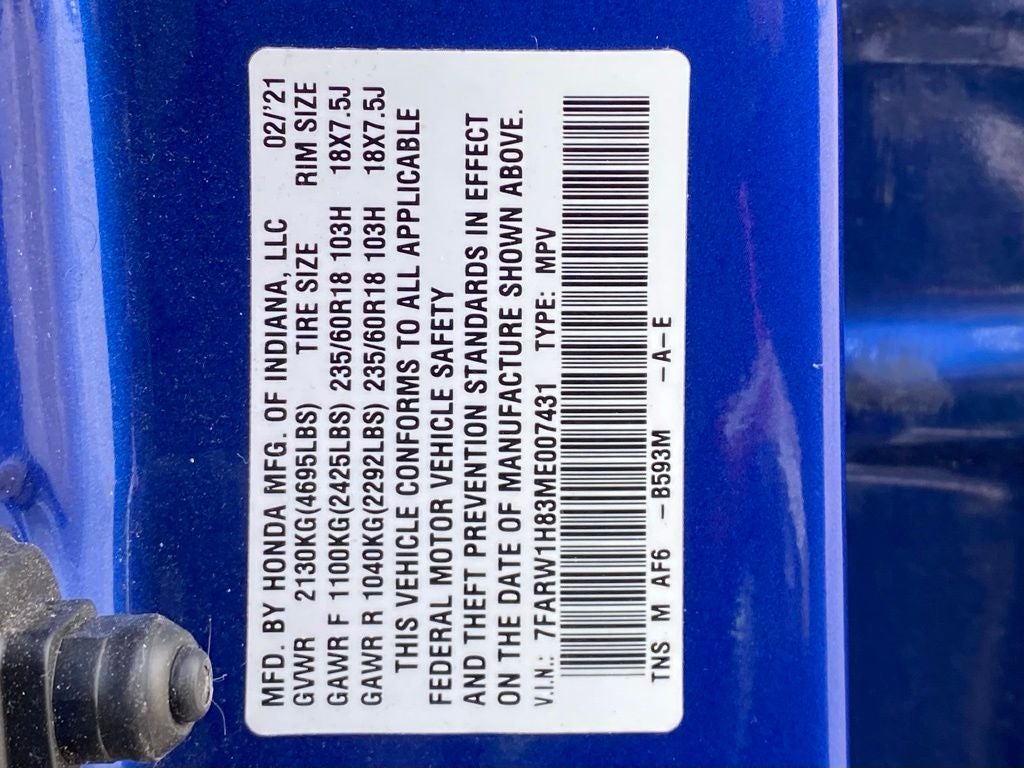 MFD. BY HONDA MFG. OF INDIANA, LLC 02/'21
GVWR 2130KG(4695LBS) TIRE SIZE RIM SIZE
GAWR F 1100KG(2425LBS) 235/60R18 103H 18X7.5J
GAWR R 1040KG(2292LBS) 235/60R18 103H 18X7.5J
THIS VEHICLE CONFORMS TO ALL APPLICABLE
FEDERAL MOTOR VEHICLE SAFETY
AND THEFT PREVENTION STANDARDS IN EFFECT
ON THE DATE OF MANUFACTURE SHOWN ABOVE.
V.I.N.: 7FARW1H83ME007431 TYPE: MPV
TNS M AF6 -B593M -A-E